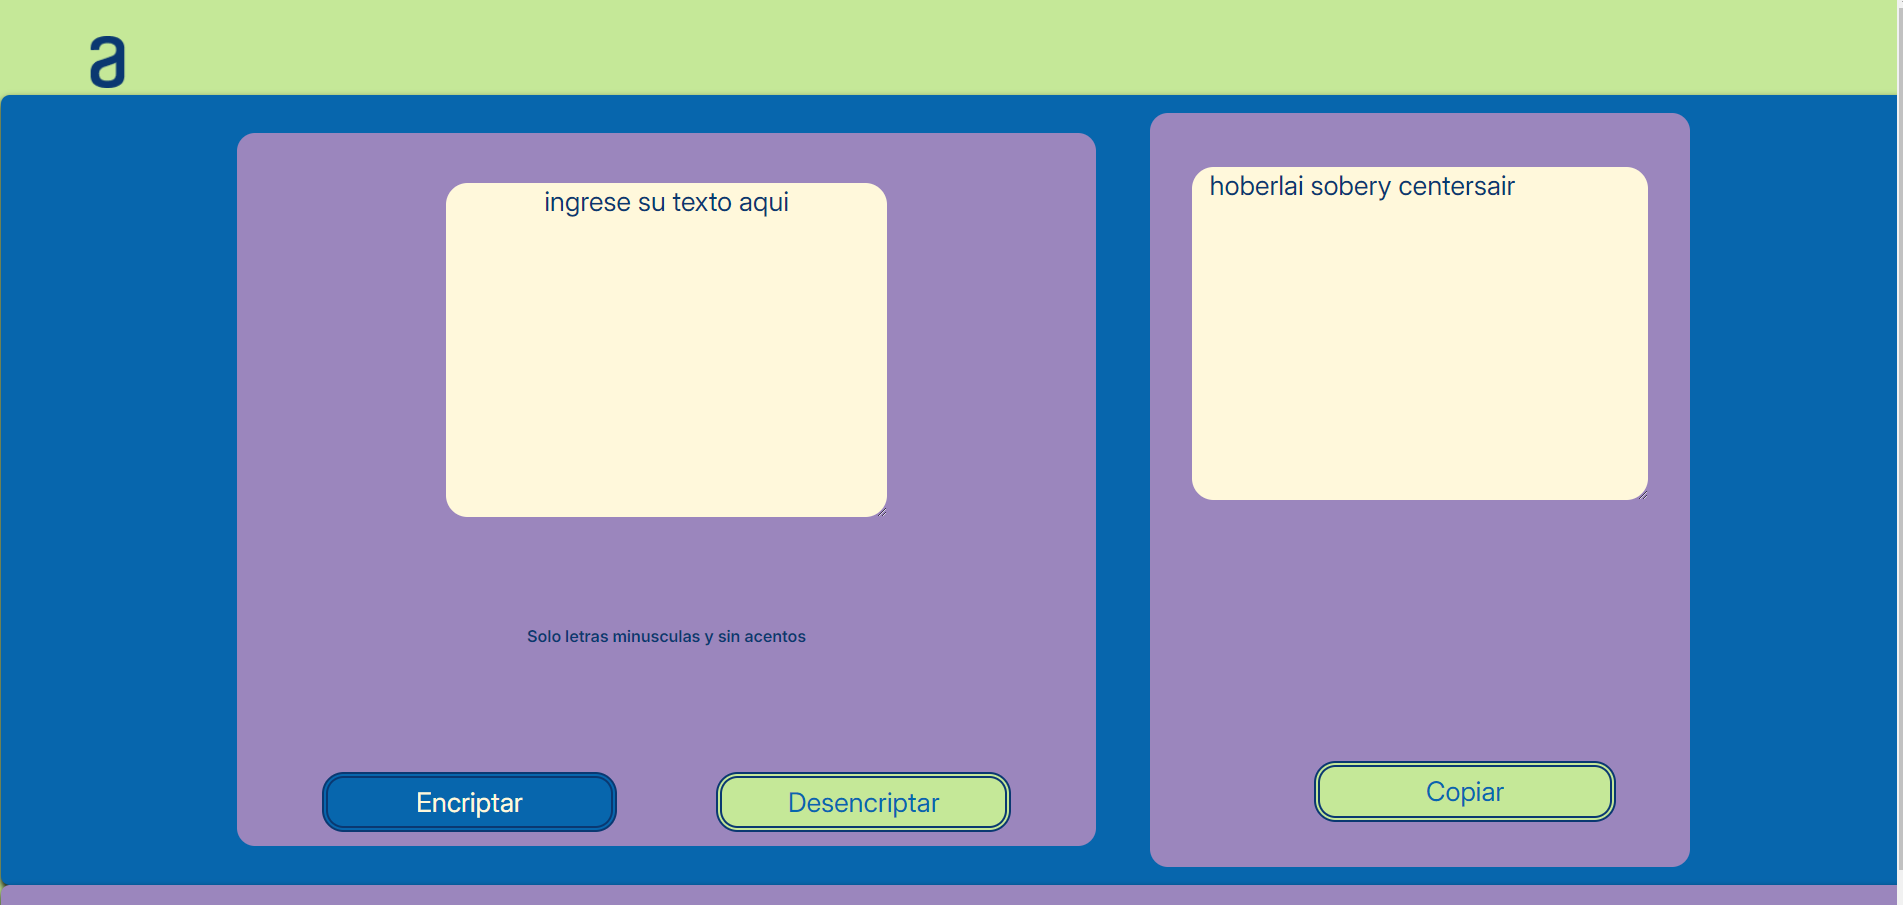 a
ingrese su texto aqui
Solo letras minusculas y sin acentos
Encriptar
Desencriptar
hoberlai sobery centersair
Copiar